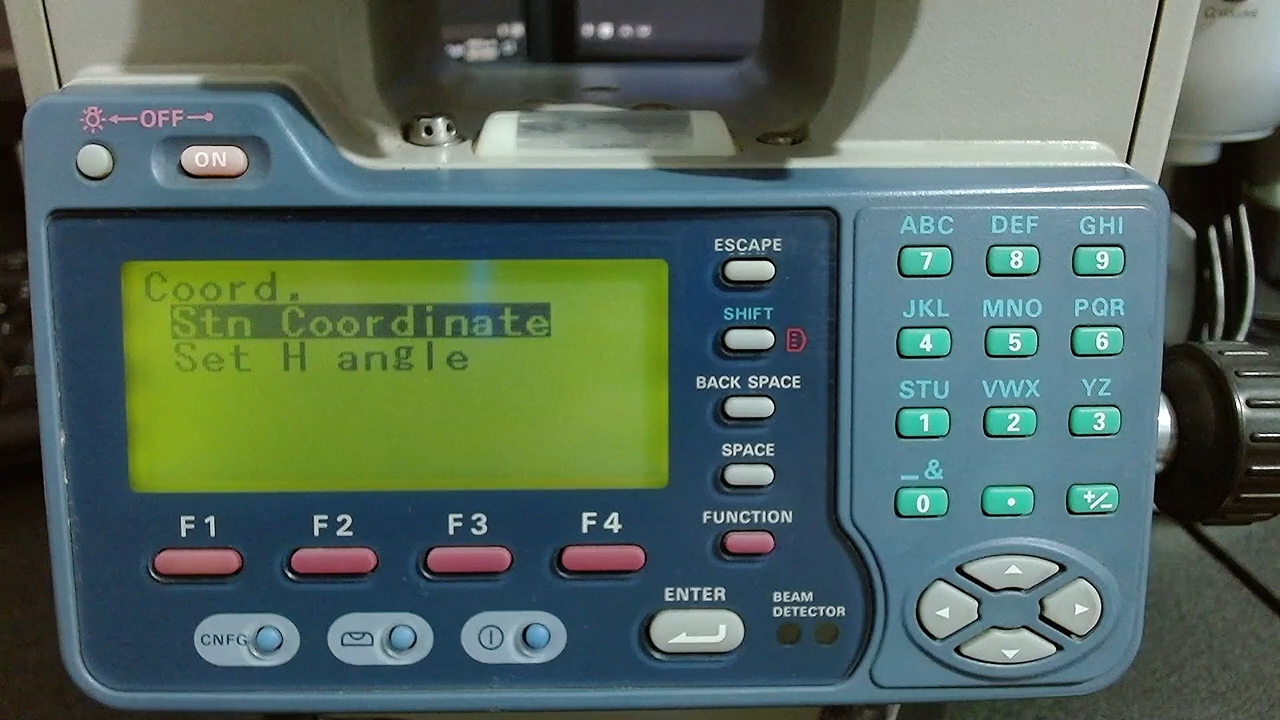 ←OFF
ON
Coord.
Stn Coordinate
Set H angle
ESCAPE
SHIFT
BACK SPACE
SPACE
FUNCTION
F1 F2 F3 F4
CNFG
ENTER
BEAM
DETECTOR
ABC DEF GHI
7 8 9
JKL MNO PQR
4 5 6
STU VWX YZ
1 2 3
_&
0 . +/-